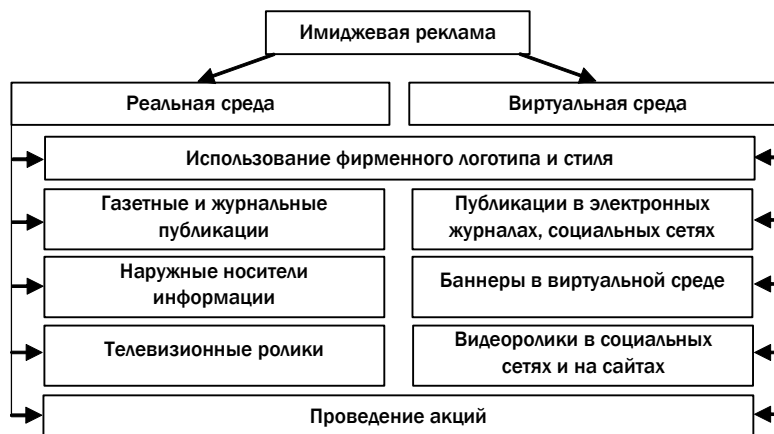 Имиджевая реклама
Реальная среда
Виртуальная среда
Использование фирменного логотипа и стиля
Газетные и журнальные
публикации
Публикации в электронных
журналах, социальных сетях
Наружные носители
информации
Баннеры в виртуальной среде
Телевизионные ролики
Видеоролики в социальных
сетях и на сайтах
Проведение акций